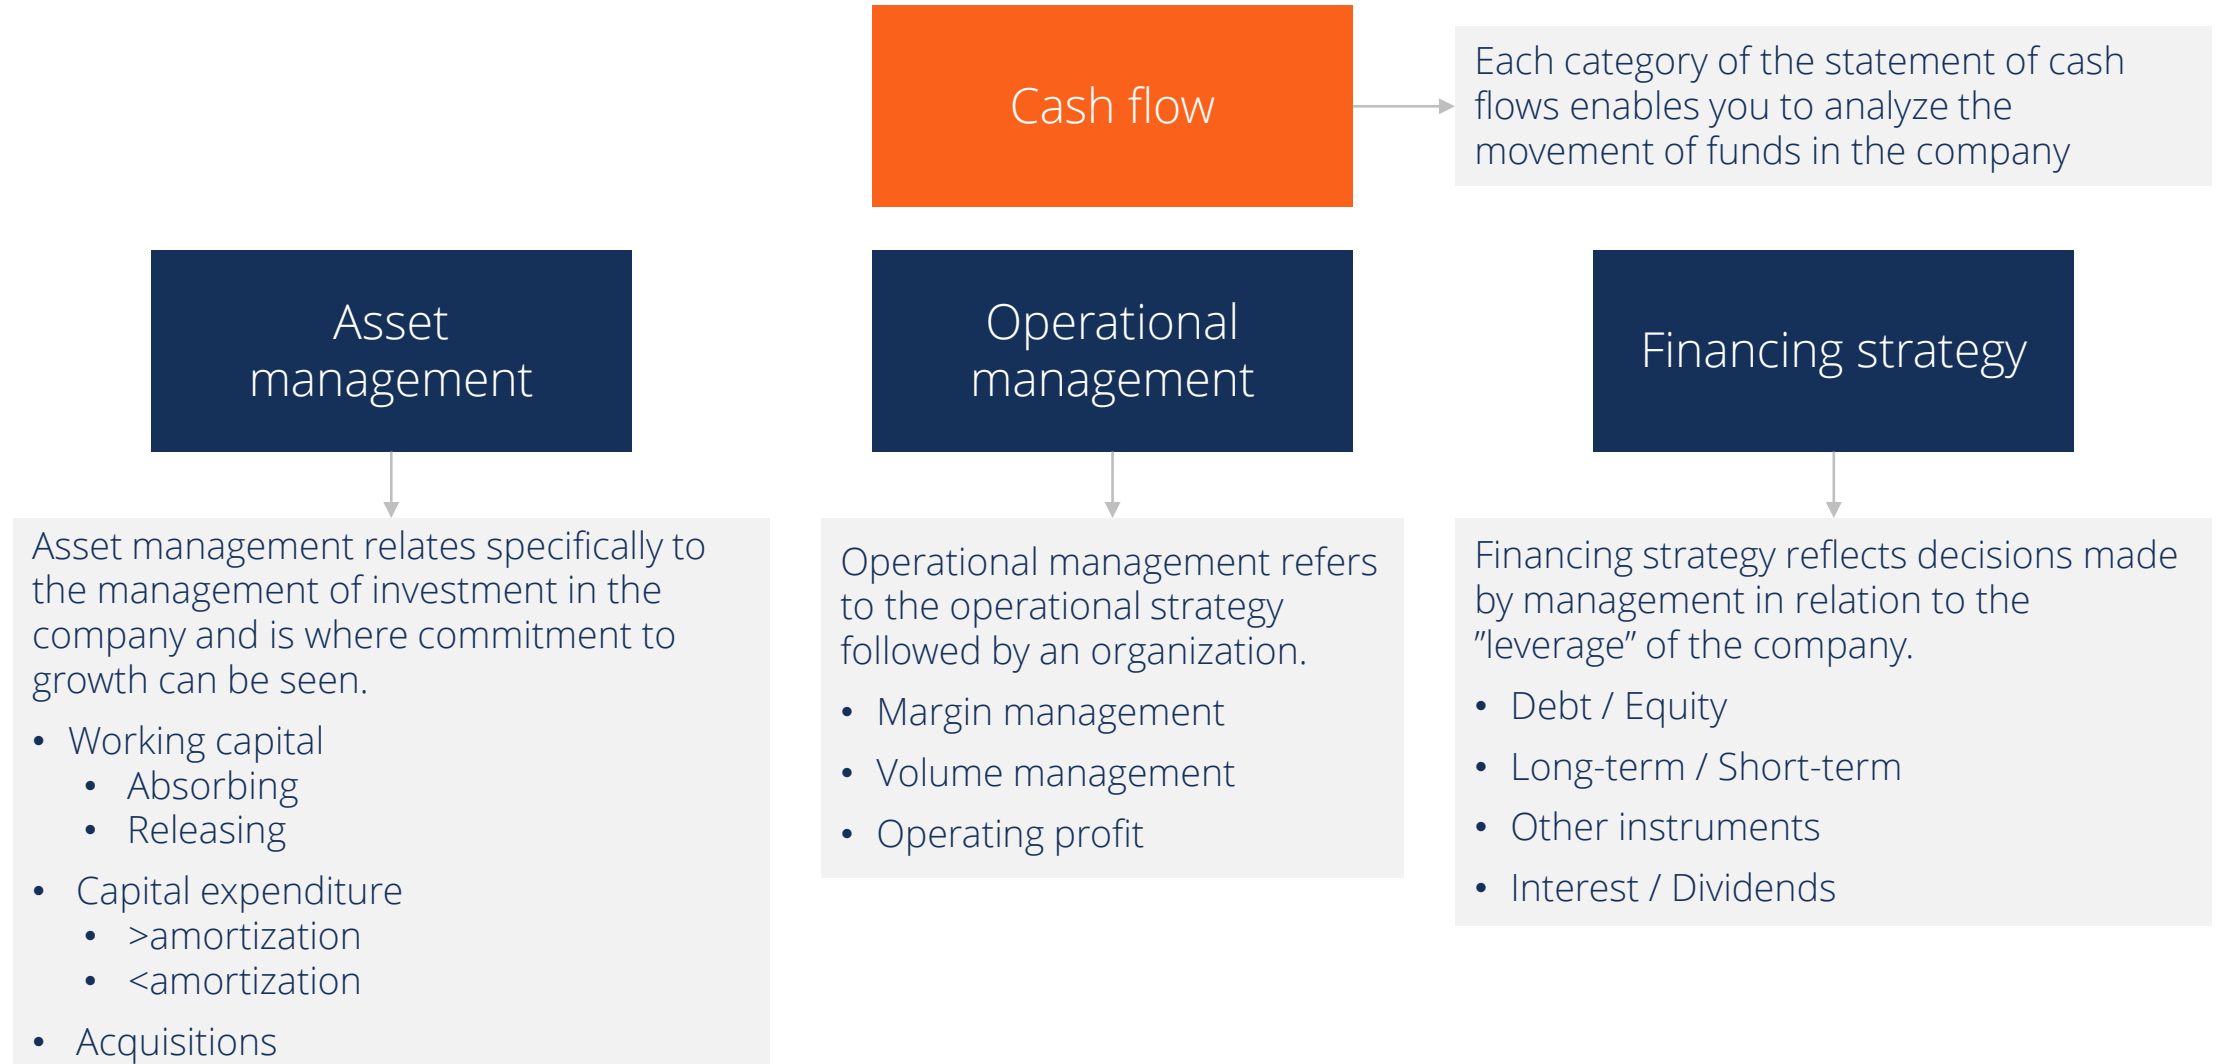 Cash flow
Each category of the statement of cash
flows enables you to analyze the
movement of funds in the company
Asset
management
Operational
management
Financing strategy
Asset management relates specifically to
the management of investment in the
company and is where commitment to
growth can be seen.
• Working capital
• Absorbing
• Releasing
• Capital expenditure
• >amortization
• <amortization
• Acquisitions
Operational management refers
to the operational strategy
followed by an organization.
• Margin management
• Volume management
• Operating profit
Financing strategy reflects decisions made
by management in relation to the
”leverage” of the company.
• Debt / Equity
• Long-term / Short-term
• Other instruments
• Interest / Dividends